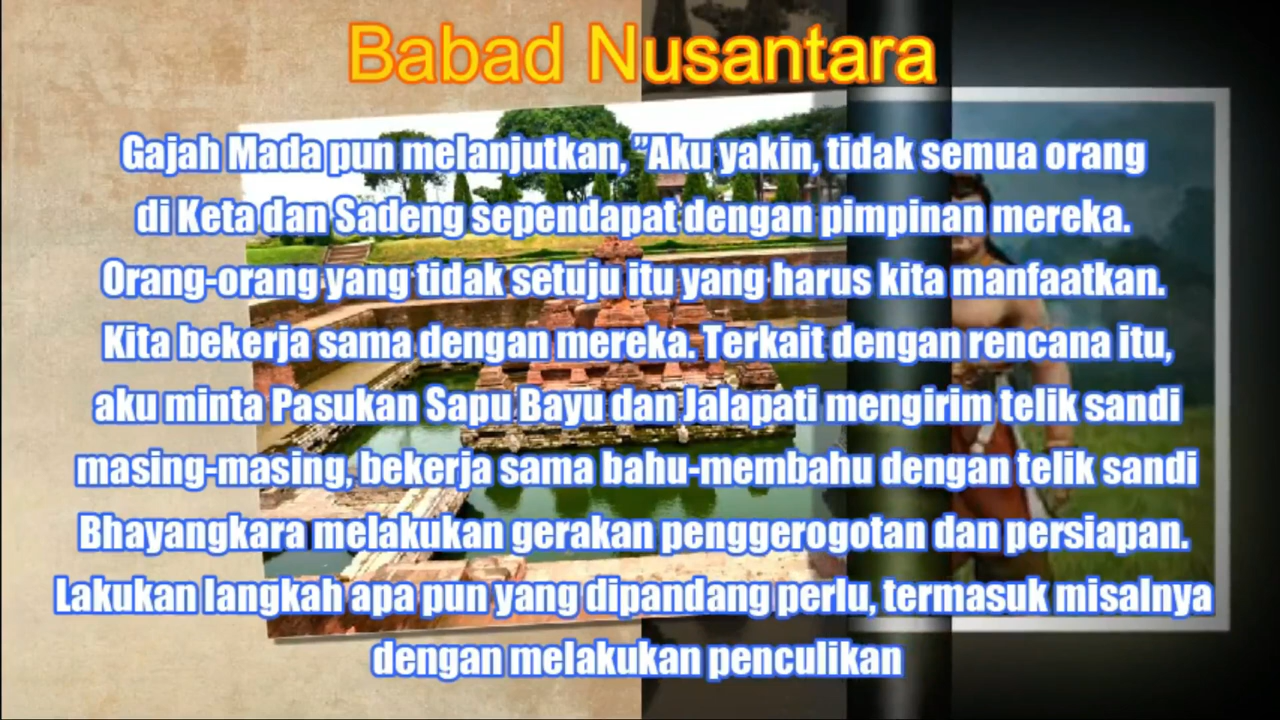 Babad Nusantara
Gajah Mada pun melanjutkan, ”Aku yakin, tidak semua orang
di Keta dan Sadeng sependapat dengan pimpinan mereka.
Orang-orang yang tidak setuju itu yang harus kita manfaatkan.
Kita bekerja sama dengan mereka. Terkait dengan rencana itu,
aku minta Pasukan Sapu Bayu dan Jalapati mengirim telik sandi
masing-masing, bekerja sama bahu-membahu dengan telik sandi
Bhayangkara melakukan gerakan penggerogotan dan persiapan.
Lakukan langkah apa pun yang dipandang perlu, termasuk misalnya
dengan melakukan penculikan